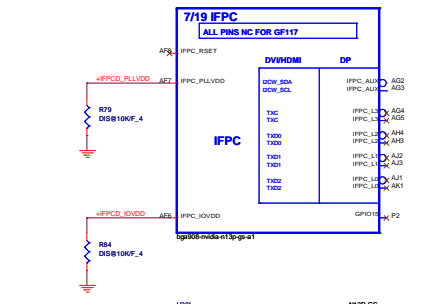 7/19 IFPC
ALL PINS NC FOR GF117
AF8 IFPC_RSET
DVI/HDMI DP
+IFPCD_PLLVDD AF7 IFPC_PLLVDD
I2CW_SDA IFPC_AUX AG2
I2CW_SCL IFPC_AUX AG3
R79
DIS@10K/F_4
TXC IFPC_L3 AG4
TXC IFPC_L3 AG5
TXD0 IFPC_L2 AH4
TXD0 IFPC_L2 AH3
IFPC
TXD1 IFPC_L1 AJ2
TXD1 IFPC_L1 AJ3
TXD2 IFPC_L0 AJ1
TXD2 IFPC_L0 AK1
+IFPCD_IOVDD AF6 IFPC_IOVDD
GPIO15 P2
bga908-nvidia-n13p-gs-a1
R84
DIS@10K/F_4